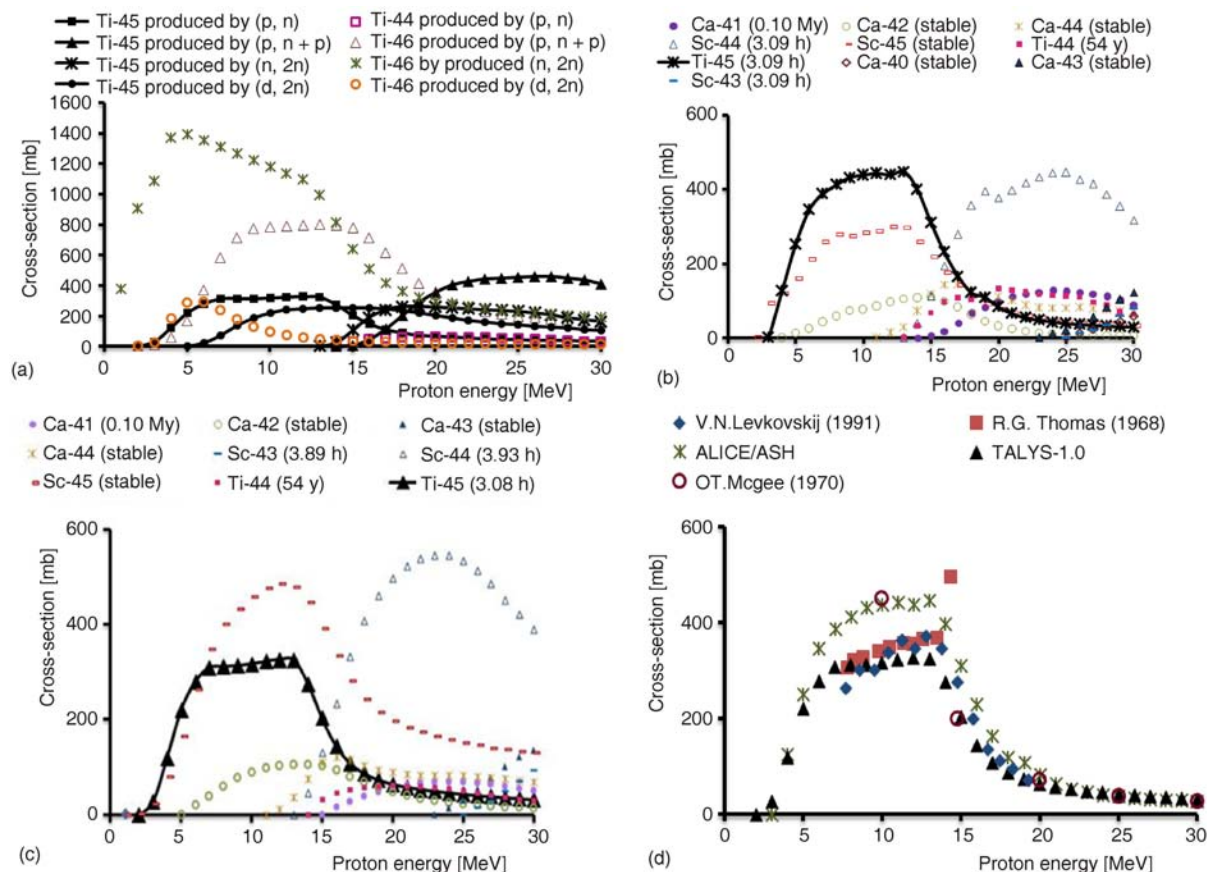 Ti-45 produced by (p, n)
Ti-45 produced by (p, n + p)
Ti-45 produced by (n, 2n)
Ti-45 produced by (d, 2n)
Ti-44 produced by (p, n)
Ti-46 produced by (p, n + p)
Ti-46 by produced (n, 2n)
Ti-46 produced by (d, 2n)
1600
1400
1200
1000
800
600
400
200
0
Cross-section [mb]
0 5 10 15 20 25 30
Proton energy [MeV]
(a)
Ca-41 (0.10 My)
Sc-44 (3.09 h)
Ti-45 (3.09 h)
Sc-43 (3.09 h)
Ca-42 (stable)
Sc-45 (stable)
Ca-44 (stable)
Ti-44 (54 y)
Ca-40 (stable)
Ca-43 (stable)
600
400
200
0
Cross-section [mb]
0 5 10 15 20 25 30
Proton energy [MeV]
(b)
Ca-41 (0.10 My)
Ca-44 (stable)
Sc-45 (stable)
Ca-42 (stable)
Sc-43 (3.89 h)
Ti-44 (54 y)
Ca-43 (stable)
Sc-44 (3.93 h)
Ti-45 (3.08 h)
600
400
200
0
Cross-section [mb]
0 5 10 15 20 25 30
Proton energy [MeV]
(c)
V.N.Levkovskij (1991)
ALICE/ASH
OT.Mcgee (1970)
R.G. Thomas (1968)
TALYS-1.0
600
400
200
0
Cross-section [mb]
0 5 10 15 20 25 30
Proton energy [MeV]
(d)